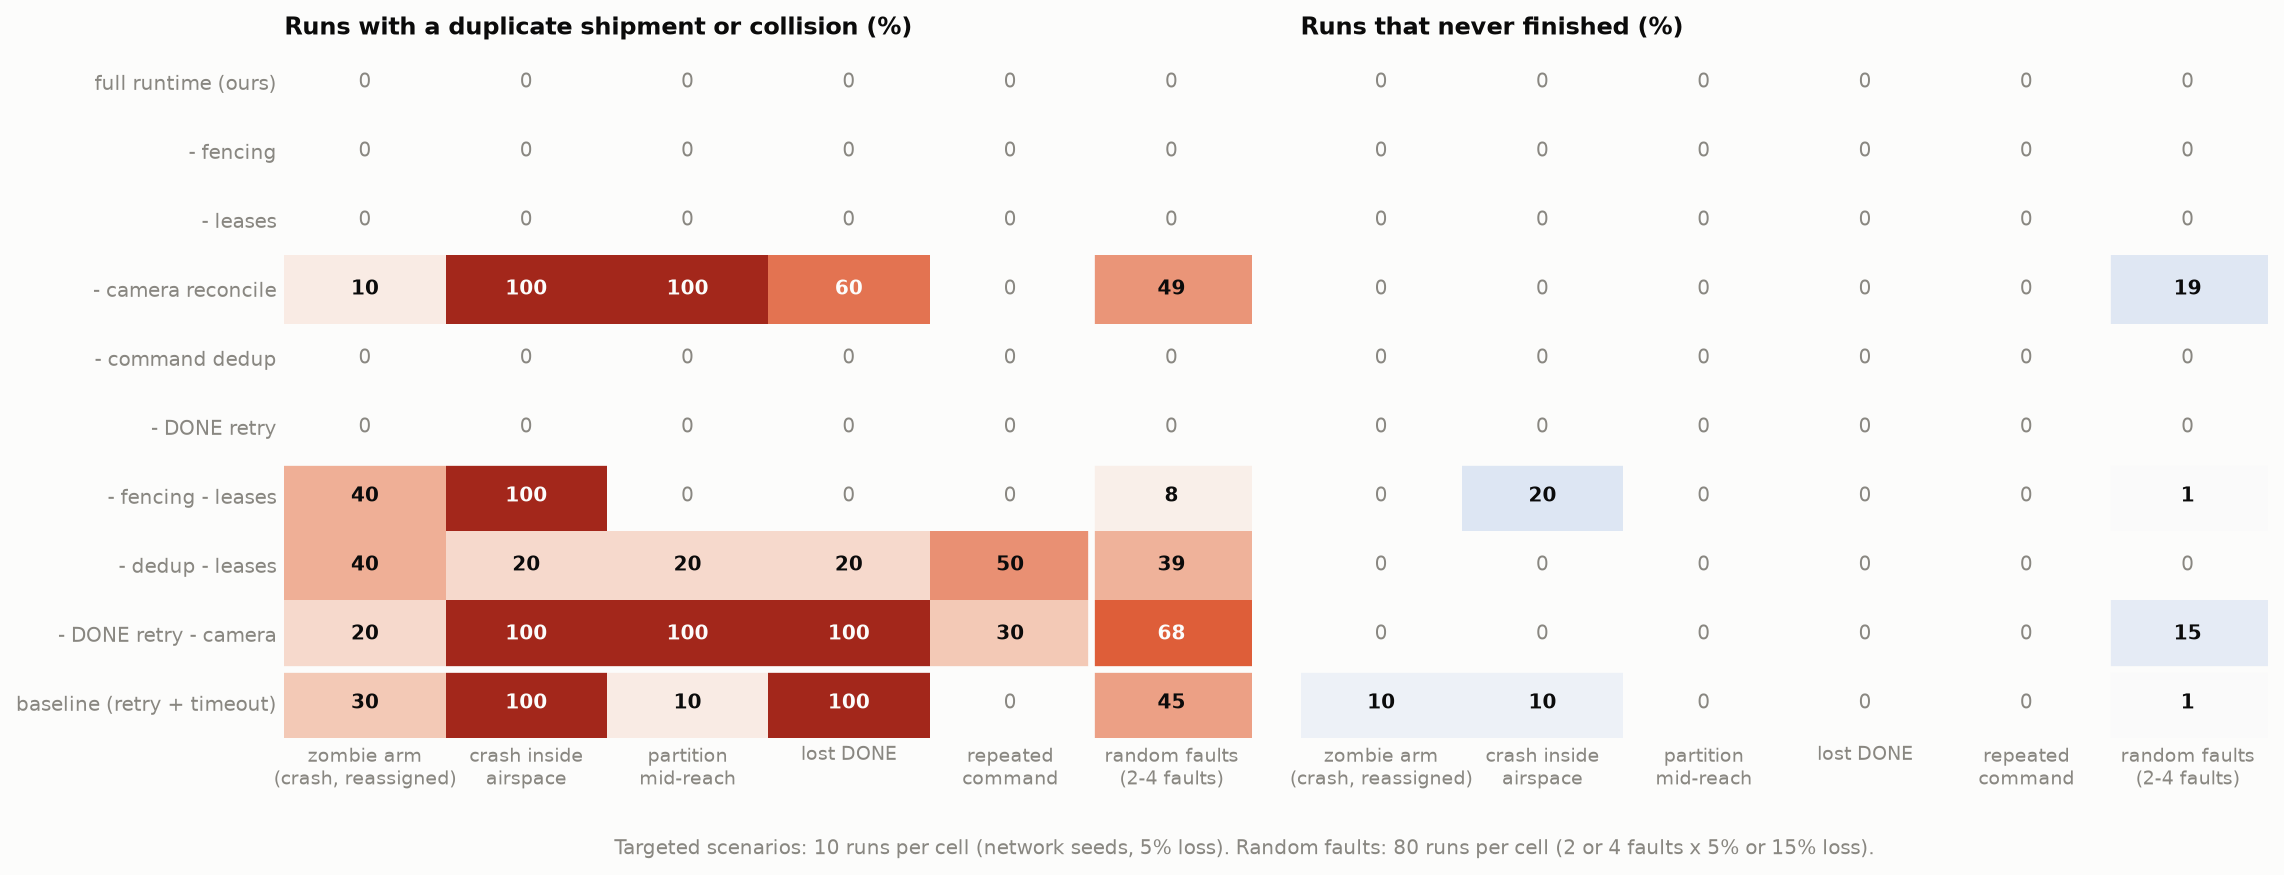 Runs with a duplicate shipment or collision (%)
Runs that never finished (%)
full runtime (ours) 0 0 0 0 0 0 0 0 0 0 0 0
- fencing 0 0 0 0 0 0 0 0 0 0 0 0
- leases 0 0 0 0 0 0 0 0 0 0 0 0
- camera reconcile 10 100 100 60 0 49 0 0 0 0 0 19
- command dedup 0 0 0 0 0 0 0 0 0 0 0 0
- DONE retry 0 0 0 0 0 0 0 0 0 0 0 0
- fencing - leases 40 100 0 0 0 8 0 20 0 0 0 1
- dedup - leases 40 20 20 20 50 39 0 0 0 0 0 0
- DONE retry - camera 20 100 100 100 30 68 0 0 0 0 0 15
baseline (retry + timeout) 30 100 10 100 0 45 10 10 0 0 0 1
zombie arm
(crash, reassigned)
crash inside
airspace
partition
mid-reach
lost DONE
repeated
command
random faults
(2-4 faults)
zombie arm
(crash, reassigned)
crash inside
airspace
partition
mid-reach
lost DONE
repeated
command
random faults
(2-4 faults)
Targeted scenarios: 10 runs per cell (network seeds, 5% loss). Random faults: 80 runs per cell (2 or 4 faults x 5% or 15% loss).